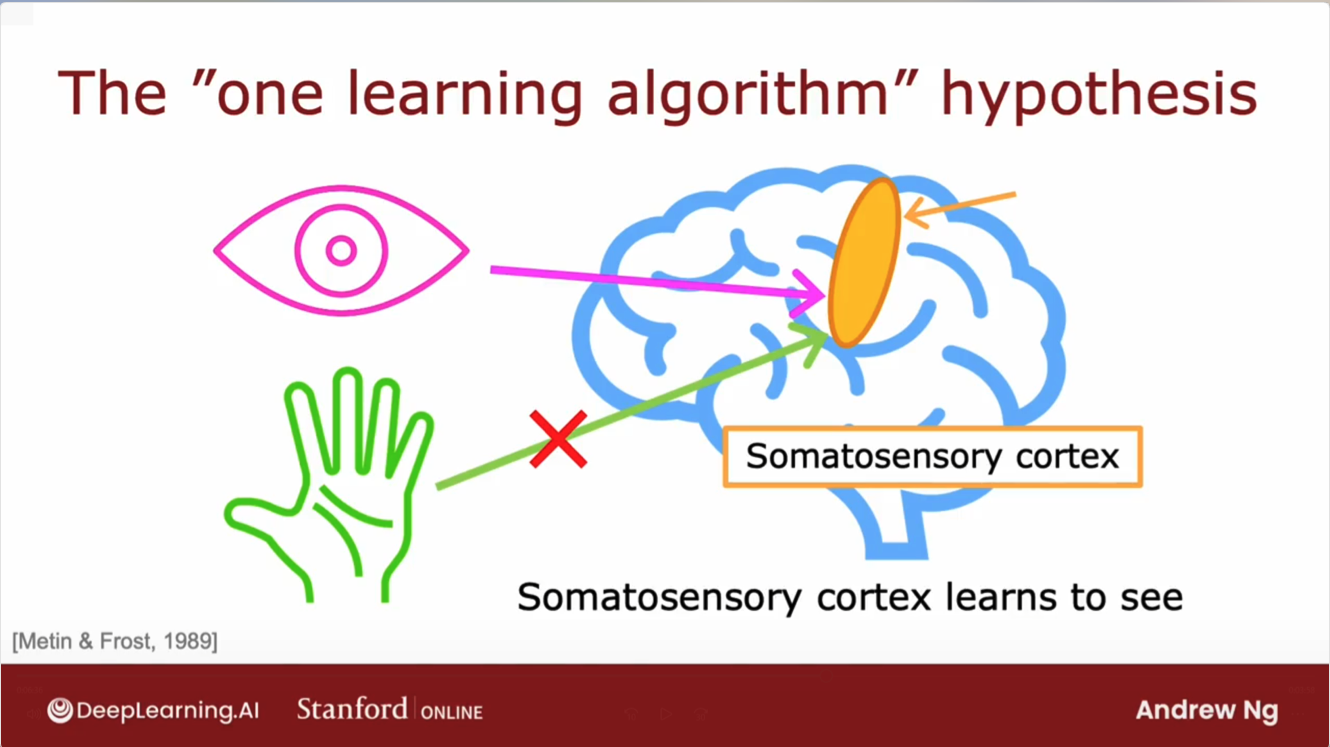 The ”one learning algorithm” hypothesis
Somatosensory cortex
Somatosensory cortex learns to see
[Metin & Frost, 1989]
DeepLearning.AI
Stanford | ONLINE
Andrew Ng